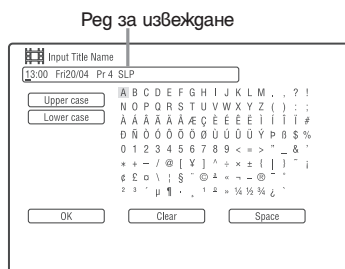 Ред за извеждане
Input Title Name
13:00 Fri20/04 Pr 4 SLP
Upper case
Lower case
A B C D E F G H I J K L M . , ? !
N O P Q R S T U V W X Y Z ( ) : ;
À Á Â Ã Ä Å Æ Ç È É Ê Ë Ì Í Î Ï #
Ð Ñ Ò Ó Ô Õ Ö Ø Ù Ú Û Ü Ý Þ ß $ %
0 1 2 3 4 5 6 7 8 9 < = > " _ & `
* + – / @ [ ¥ ] ^ ÷ × ± { | } ~ ¡
¢ £ ¤ \ ¦ § ¨ © ª « ¬ – ® ¯ °
² ³ ´ µ ¶ · ¸ ¹ º » ¼ ½ ¾ ¿ `
OK
Clear
Space